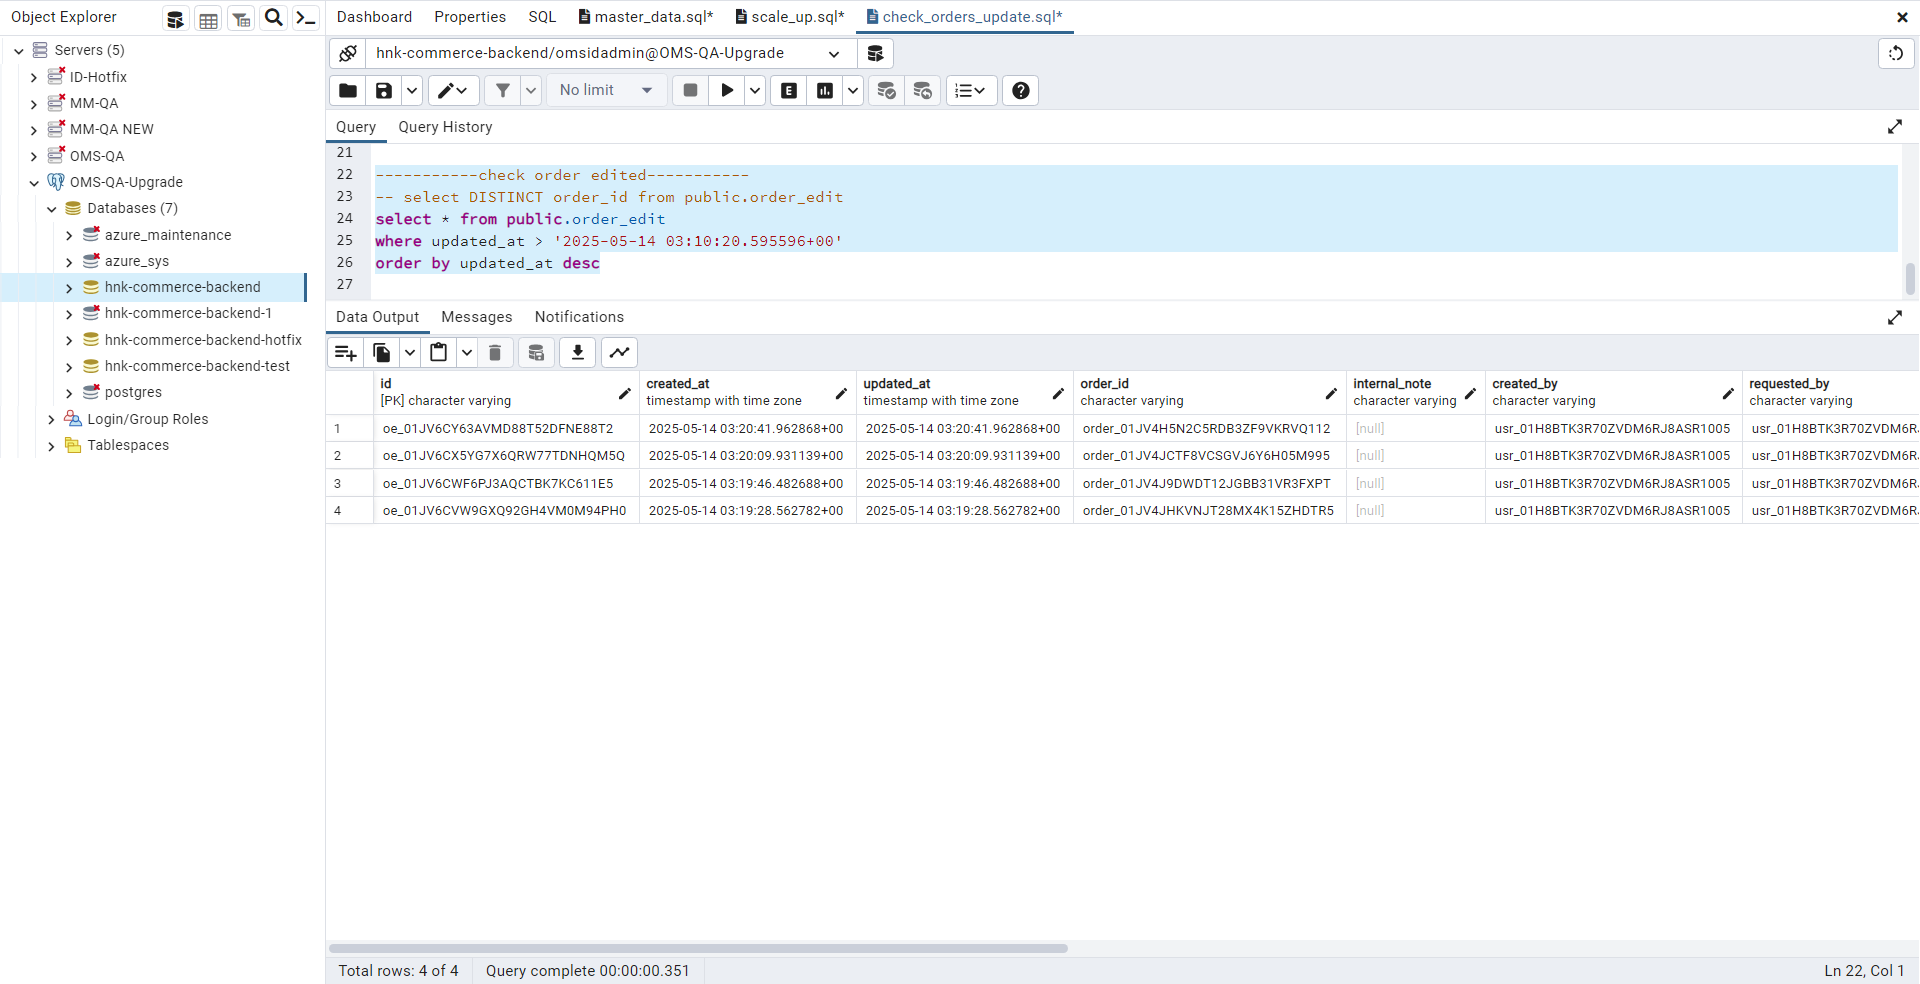 Object Explorer
Dashboard Properties SQL master_data.sql* scale_up.sql* check_orders_update.sql*
Servers (5)
ID-Hotfix
MM-QA
MM-QA NEW
OMS-QA
OMS-QA-Upgrade
Databases (7)
azure_maintenance
azure_sys
hnk-commerce-backend
hnk-commerce-backend-1
hnk-commerce-backend-hotfix
hnk-commerce-backend-test
postgres
Login/Group Roles
Tablespaces
hnk-commerce-backend/omsidadmin@OMS-QA-Upgrade
No limit
E
Query Query History
21
22 -----------check order edited-----------
23 -- select DISTINCT order_id from public.order_edit
24 select * from public.order_edit
25 where updated_at > '2025-05-14 03:10:20.595596+00'
26 order by updated_at desc
27
Data Output Messages Notifications
id created_at updated_at order_id internal_note created_by requested_by
[PK] character varying timestamp with time zone timestamp with time zone character varying character varying character varying character varying
1 oe_01JV6CY63AVMD88T52DFNE88T2 2025-05-14 03:20:41.962868+00 2025-05-14 03:20:41.962868+00 order_01JV4H5N2C5RDB3ZF9VKRVQ112 [null] usr_01H8BTK3R70ZVDM6RJ8ASR1005 usr_01H8BTK3R70ZVDM6R
2 oe_01JV6CX5YG7X6QRW77TDNHQM5Q 2025-05-14 03:20:09.931139+00 2025-05-14 03:20:09.931139+00 order_01JV4JCTF8VCSGVJ6Y6H05M995 [null] usr_01H8BTK3R70ZVDM6RJ8ASR1005 usr_01H8BTK3R70ZVDM6R
3 oe_01JV6CWF6PJ3AQCTBK7KC611E5 2025-05-14 03:19:46.482688+00 2025-05-14 03:19:46.482688+00 order_01JV4J9DWDT12JGBB31VR3FXPT [null] usr_01H8BTK3R70ZVDM6RJ8ASR1005 usr_01H8BTK3R70ZVDM6R
4 oe_01JV6CVW9GXQ92GH4VM0M94PH0 2025-05-14 03:19:28.562782+00 2025-05-14 03:19:28.562782+00 order_01JV4JHKVNJT28MX4K15ZHDTR5 [null] usr_01H8BTK3R70ZVDM6RJ8ASR1005 usr_01H8BTK3R70ZVDM6R
Total rows: 4 of 4 Query complete 00:00:00.351 Ln 22, Col 1